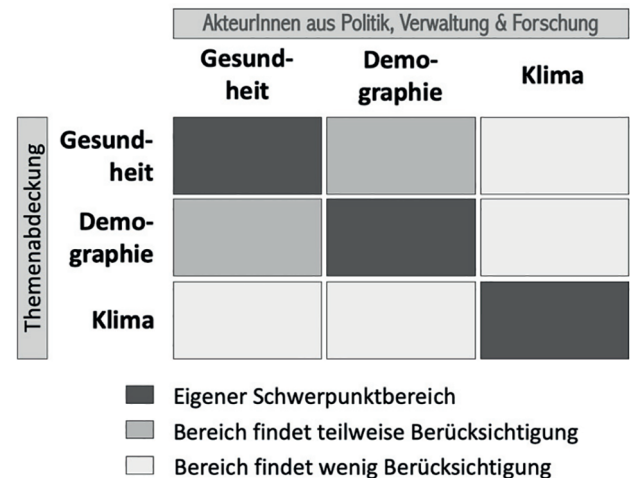 AkteurInnen aus Politik, Verwaltung & Forschung
Gesund-
heit
Demo-
graphie
Klima
Themenabdeckung
Gesund-
heit
Demo-
graphie
Klima
Eigener Schwerpunktbereich
Bereich findet teilweise Berücksichtigung
Bereich findet wenig Berücksichtigung